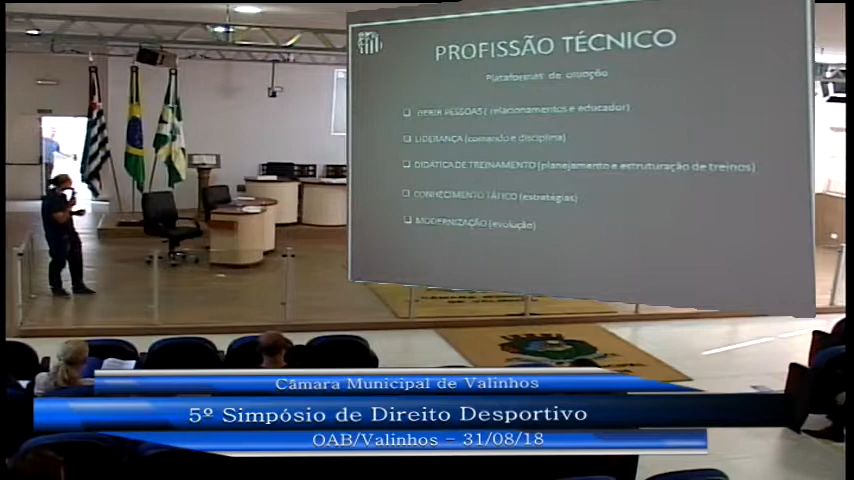 PROFISSÃO TÉCNICO
Plataformas de atuação
❑ GERIR PESSOAS ( relacionamentos e educador)
❑ LIDERANÇA (comando e disciplina)
❑ DIDÁTICA DE TREINAMENTO (planejamento e estruturação de treinos)
❑ CONHECIMENTO TÁTICO (estratégias)
❑ MODERNIZAÇÃO (evolução)
Câmara Municipal de Valinhos
5º Simpósio de Direito Desportivo
OAB/Valinhos - 31/08/18